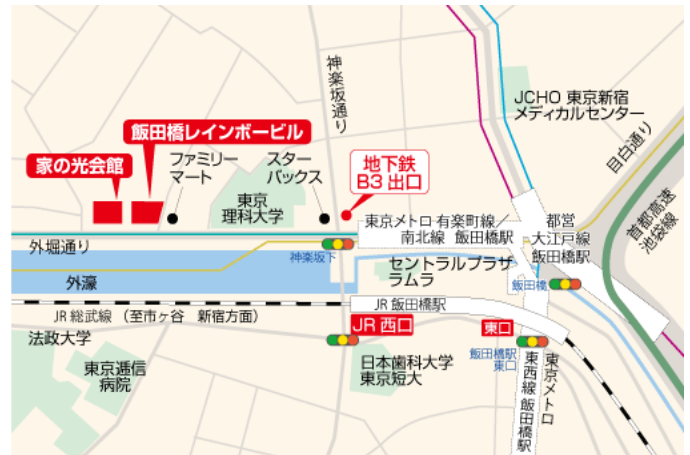 神楽坂通り
JCHO 東京新宿
メディカルセンター
目白通り
首都高速
池袋線
飯田橋レインボービル
家の光会館
ファミリー
マート
スター
バックス
地下鉄
B3 出口
東京
理科大学
東京メトロ 有楽町線/
南北線 飯田橋駅
都営
大江戸線
飯田橋駅
外堀通り
神楽坂下
外濠
セントラルプラザ
ラムラ
飯田橋
JR 飯田橋駅
JR 総武線 (至市ヶ谷 新宿方面)
JR 西口
東口
法政大学
東京逓信
病院
日本歯科大学
東京短大
飯田橋駅
東口
東京メトロ
東西線 飯田橋駅